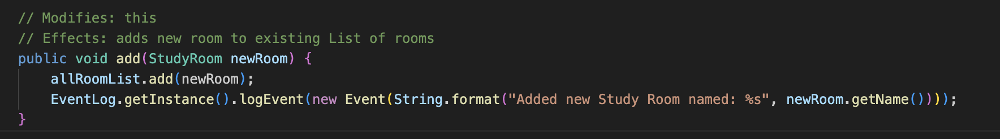 // Modifies: this
// Effects: adds new room to existing List of rooms
public void add(StudyRoom newRoom) {
    allRoomList.add(newRoom);
    EventLog.getInstance().logEvent(new Event(String.format("Added new Study Room named: %s", newRoom.getName())));
}